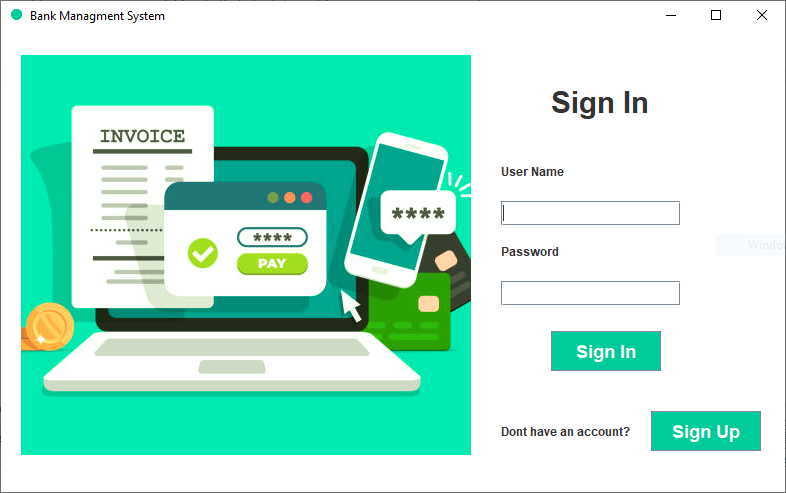 Bank Managment System
INVOICE
****
PAY
****
Sign In
User Name
Password
Sign In
Dont have an account?
Sign Up